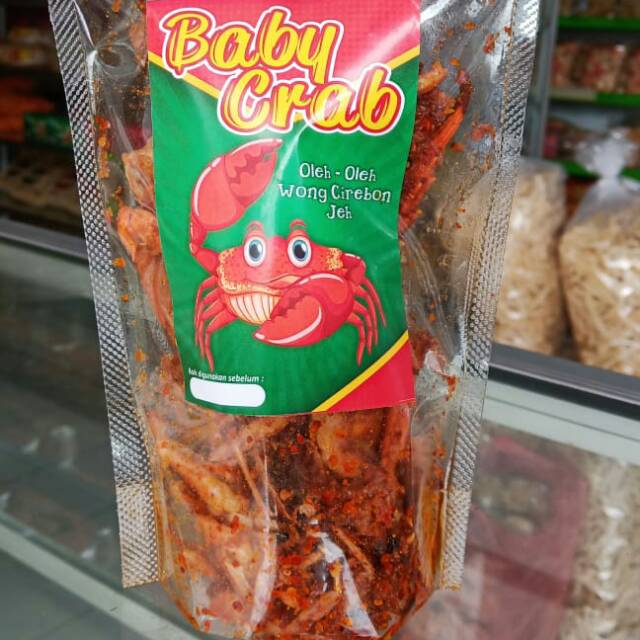 Baby
Crab
Oleh - Oleh
Wong Cirebon
Jeh
Baik digunakan sebelum :